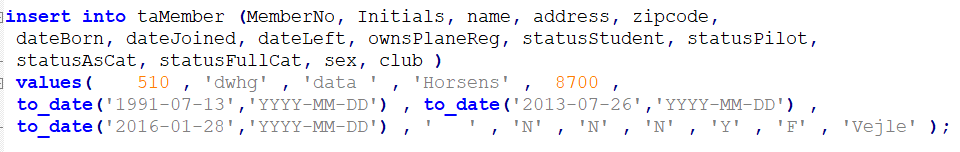 insert into taMember (MemberNo, Initials, name, address, zipcode,
dateBorn, dateJoined, dateLeft, ownsPlaneReg, statusStudent, statusPilot,
statusAsCat, statusFullCat, sex, club )
values(    510 , 'dwhg' , 'data ' , 'Horsens' ,  8700 ,
to_date('1991-07-13','YYYY-MM-DD') , to_date('2013-07-26','YYYY-MM-DD') ,
to_date('2016-01-28','YYYY-MM-DD') , '   ' , 'N' , 'N' , 'N' , 'Y' , 'F' , 'Vejle' );